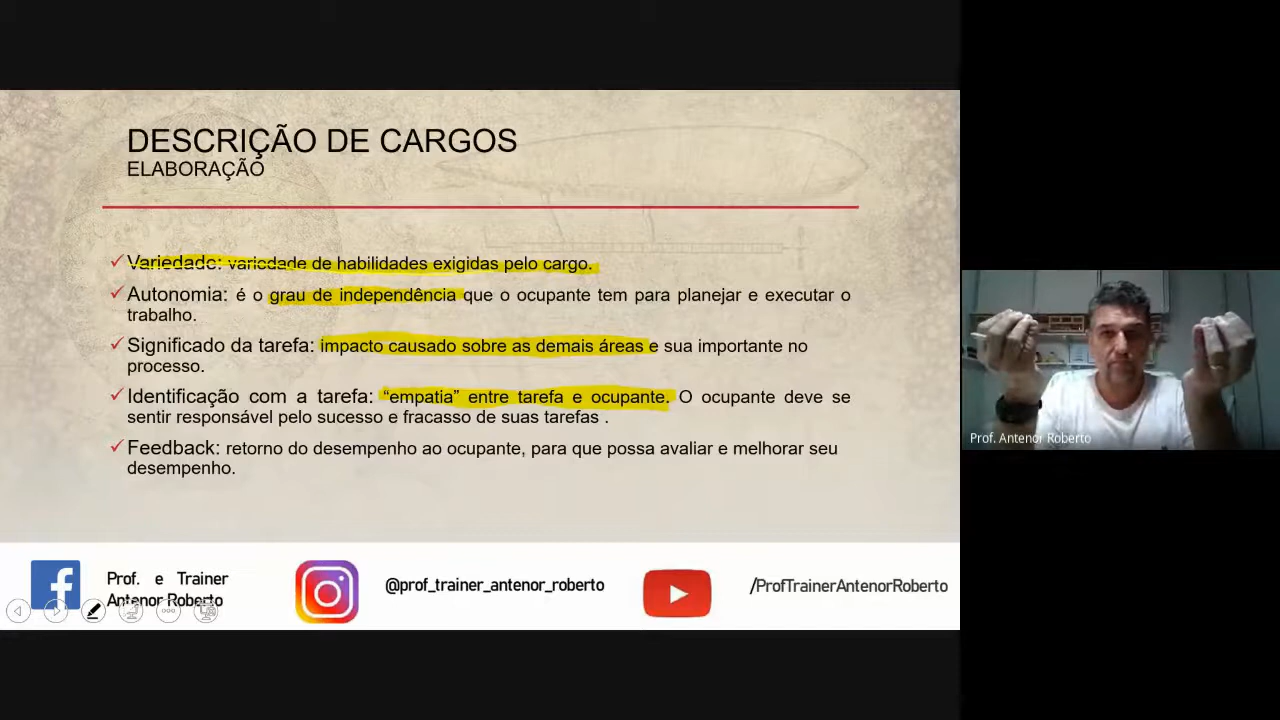 DESCRIÇÃO DE CARGOS
ELABORAÇÃO
Variedade: variedade de habilidades exigidas pelo cargo.
Autonomia: é o grau de independência que o ocupante tem para planejar e executar o
trabalho.
Significado da tarefa: impacto causado sobre as demais áreas e sua importante no
processo.
Identificação com a tarefa: “empatia” entre tarefa e ocupante. O ocupante deve se
sentir responsável pelo sucesso e fracasso de suas tarefas .
Feedback: retorno do desempenho ao ocupante, para que possa avaliar e melhorar seu
desempenho.
Prof. Antenor Roberto
Prof. e Trainer
Antenor Roberto
@prof_trainer_antenor_roberto
/ProfTrainerAntenorRoberto